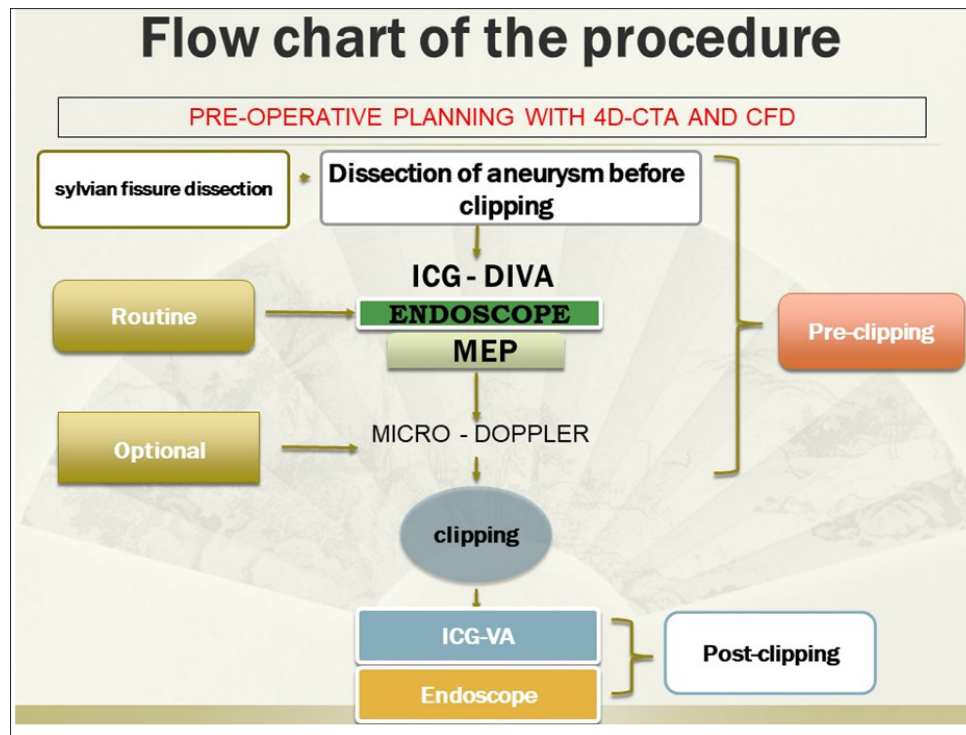 Flow chart of the procedure
PRE-OPERATIVE PLANNING WITH 4D-CTA AND CFD
sylvian fissure dissection
Dissection of aneurysm before
clipping
ICG - DIVA
Routine
ENDOSCOPE
MEP
Pre-clipping
Optional
MICRO - DOPPLER
clipping
ICG-VA
Endoscope
Post-clipping